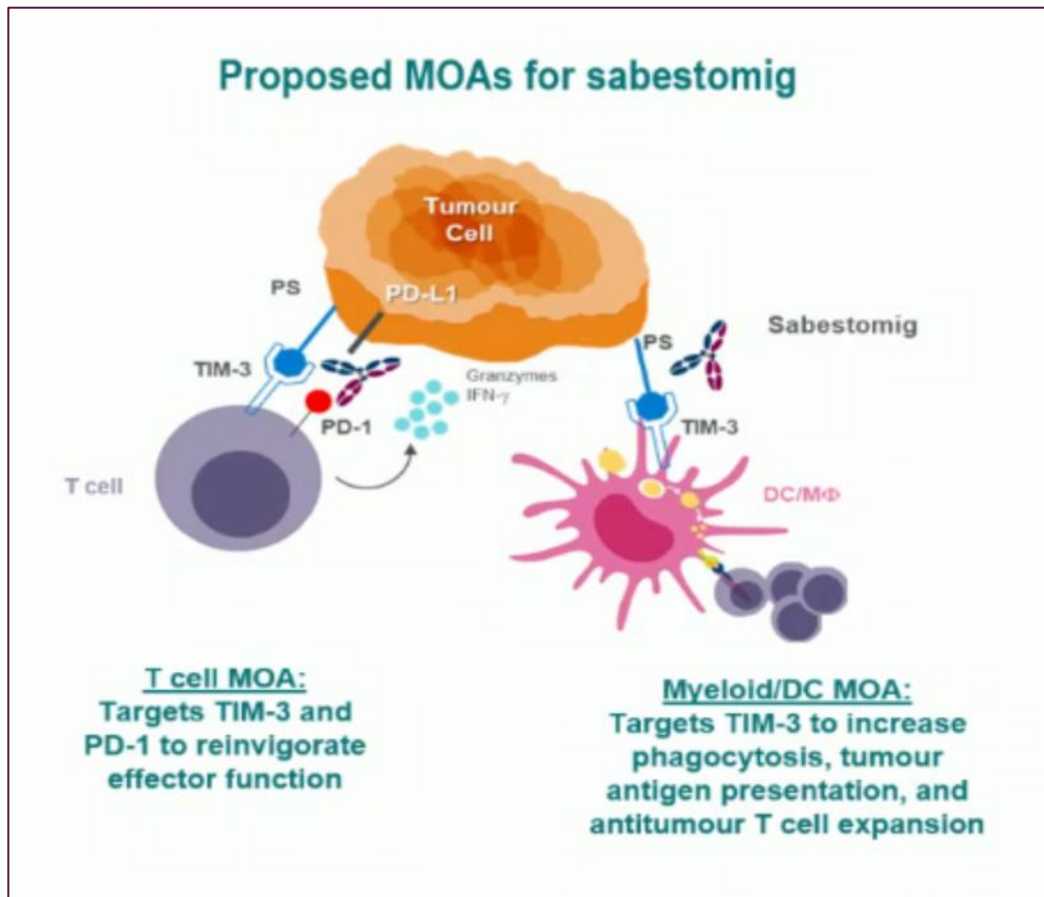 Proposed MOAs for sabestomig
Tumour
Cell
PS
PD-L1
TIM-3
PD-1
Granzymes
IFN-γ
T cell
PS
Sabestomig
TIM-3
DC/MΦ
T cell MOA:
Targets TIM-3 and
PD-1 to reinvigorate
effector function
Myeloid/DC MOA:
Targets TIM-3 to increase
phagocytosis, tumour
antigen presentation, and
antitumour T cell expansion